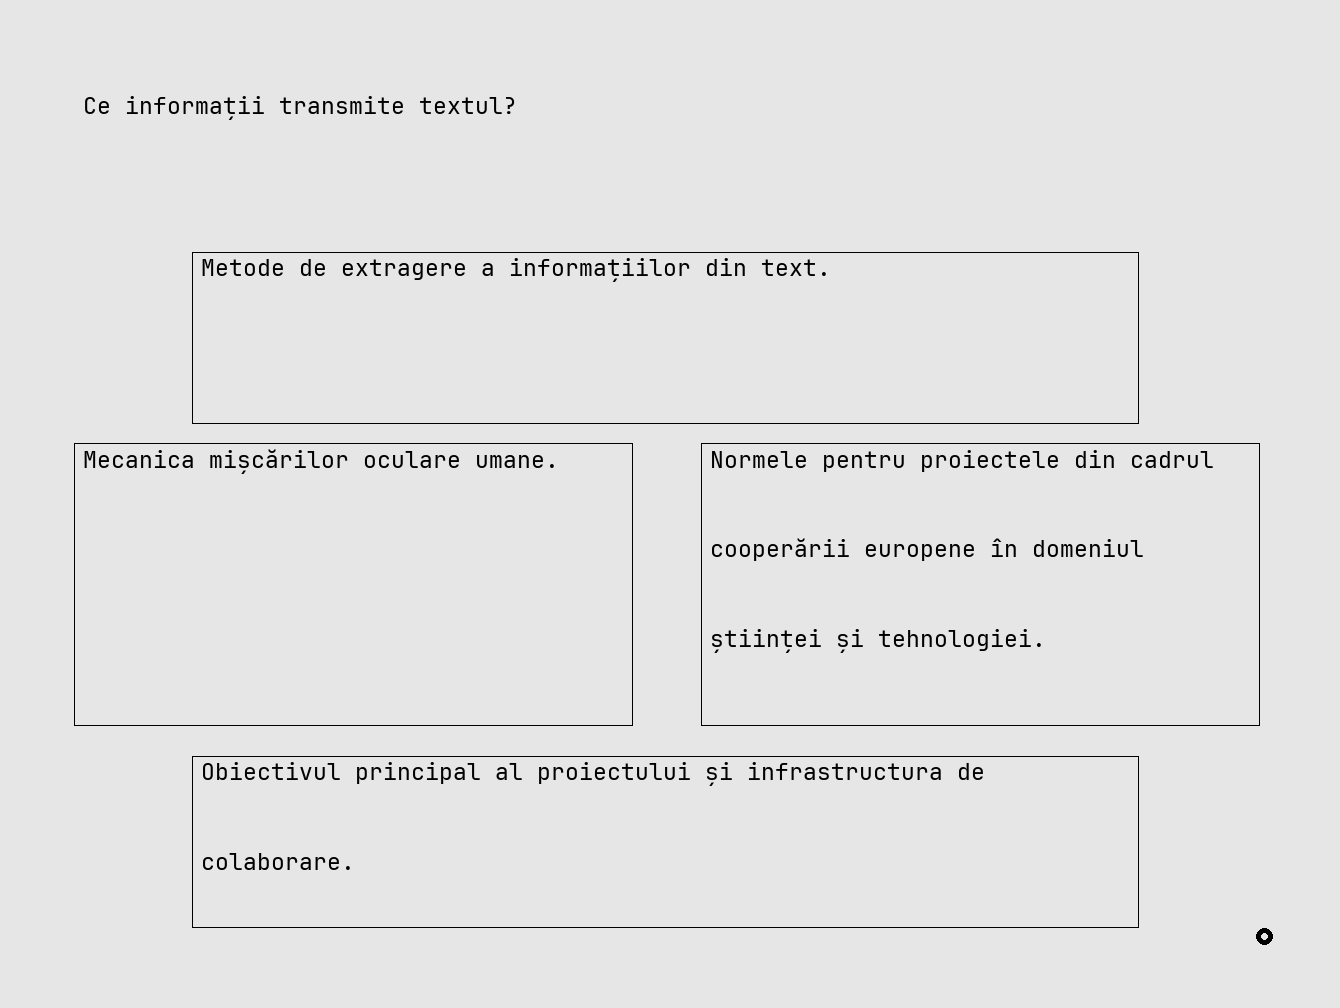 Ce informații transmite textul?
Metode de extragere a informațiilor din text.
Mecanica mișcărilor oculare umane.
Normele pentru proiectele din cadrul
cooperării europene în domeniul
științei și tehnologiei.
Obiectivul principal al proiectului și infrastructura de
colaborare.